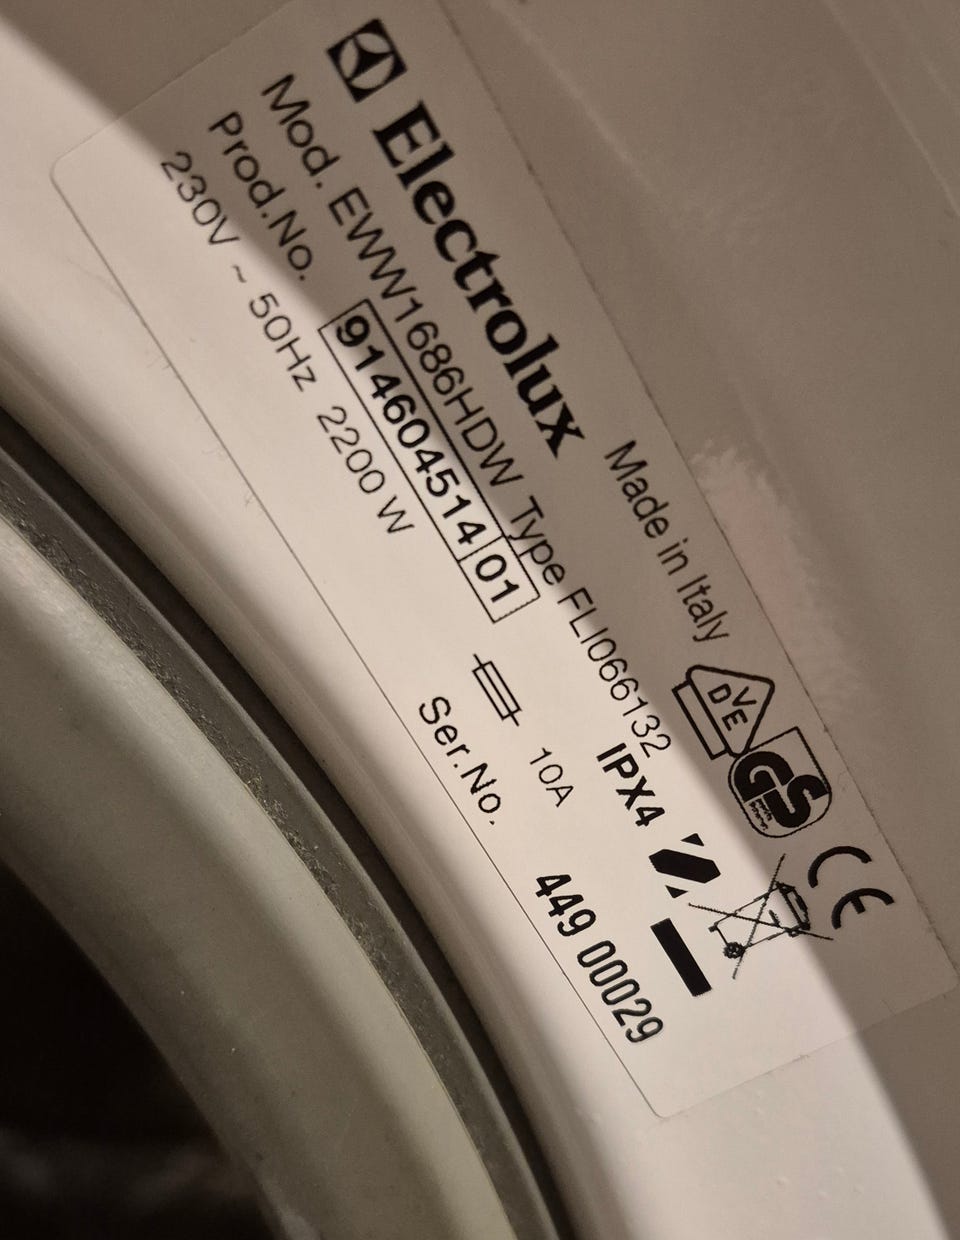 Electrolux
Made in Italy
Mod. EWW1686HDW Type FLI066132
Prod.No. 914604514 01
IPX4
230V ~ 50Hz 2200 W
10A
Ser.No. 449 00029
VDE
GS
CE